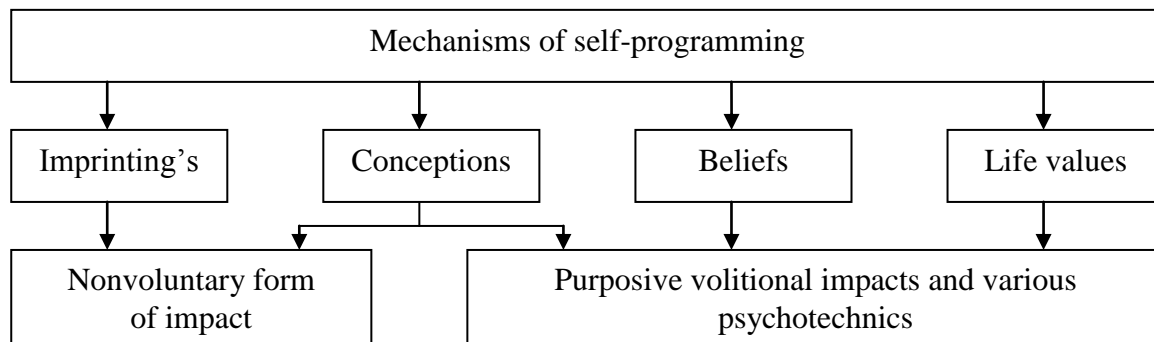 Mechanisms of self-programming
Imprinting’s
Conceptions
Beliefs
Life values
Nonvoluntary form
of impact
Purposive volitional impacts and various
psychotechnics